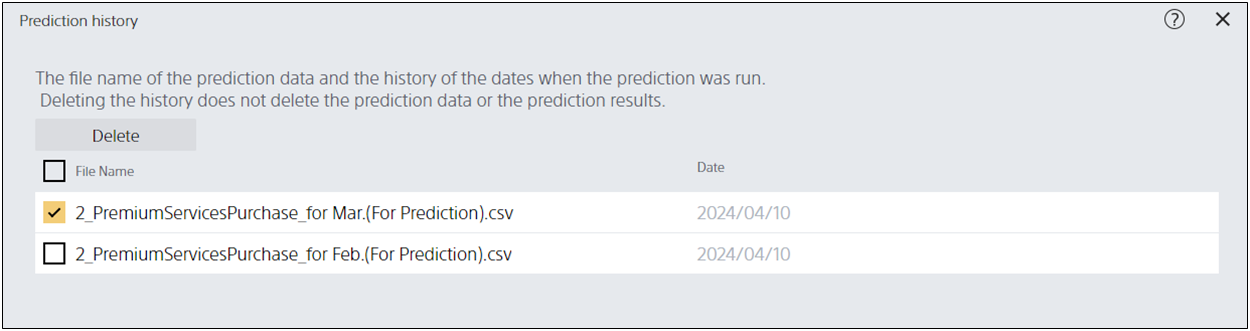 Prediction history
The file name of the prediction data and the history of the dates when the prediction was run.
Deleting the history does not delete the prediction data or the prediction results.
Delete
File Name Date
2_PremiumServicesPurchase_for Mar.(For Prediction).csv 2024/04/10
2_PremiumServicesPurchase_for Feb.(For Prediction).csv 2024/04/10